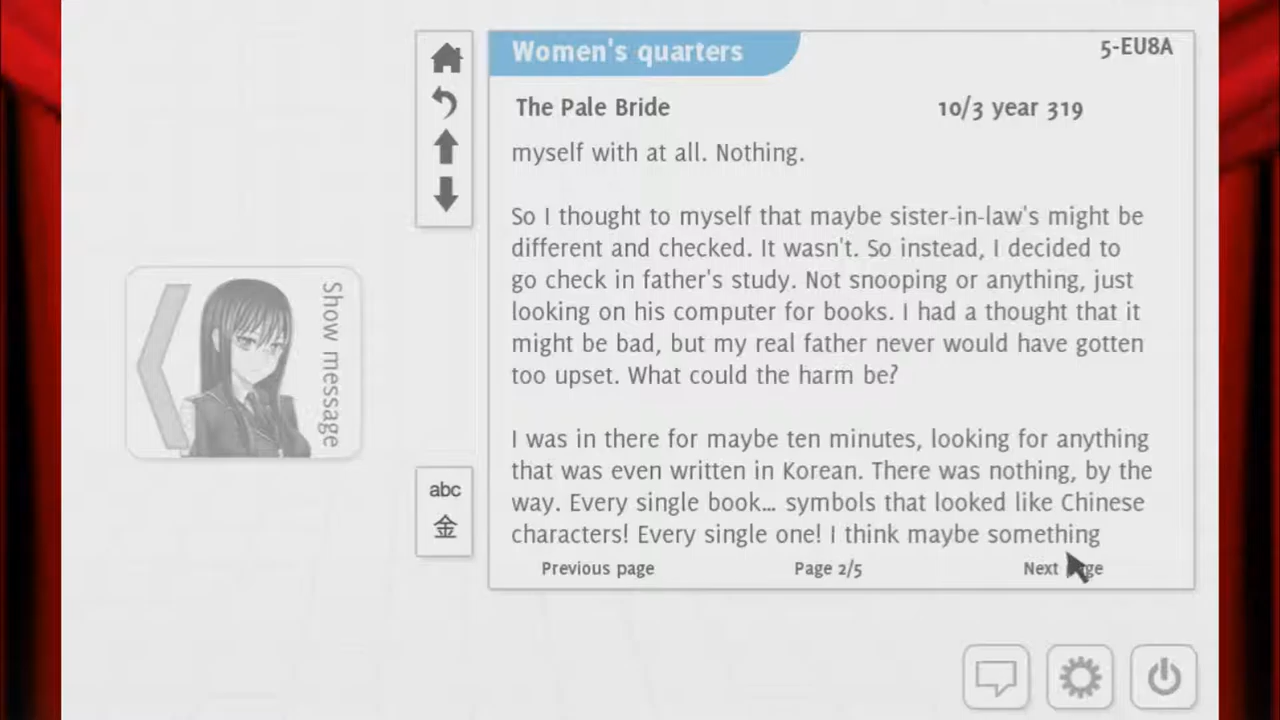 Women's quarters
5-EU8A
The Pale Bride
10/3 year 319
myself with at all. Nothing.
So I thought to myself that maybe sister-in-law's might be
different and checked. It wasn't. So instead, I decided to
go check in father's study. Not snooping or anything, just
looking on his computer for books. I had a thought that it
might be bad, but my real father never would have gotten
too upset. What could the harm be?
I was in there for maybe ten minutes, looking for anything
that was even written in Korean. There was nothing, by the
way. Every single book... symbols that looked like Chinese
characters! Every single one! I think maybe something
Previous page
Page 2/5
Next page
Show message
abc
金